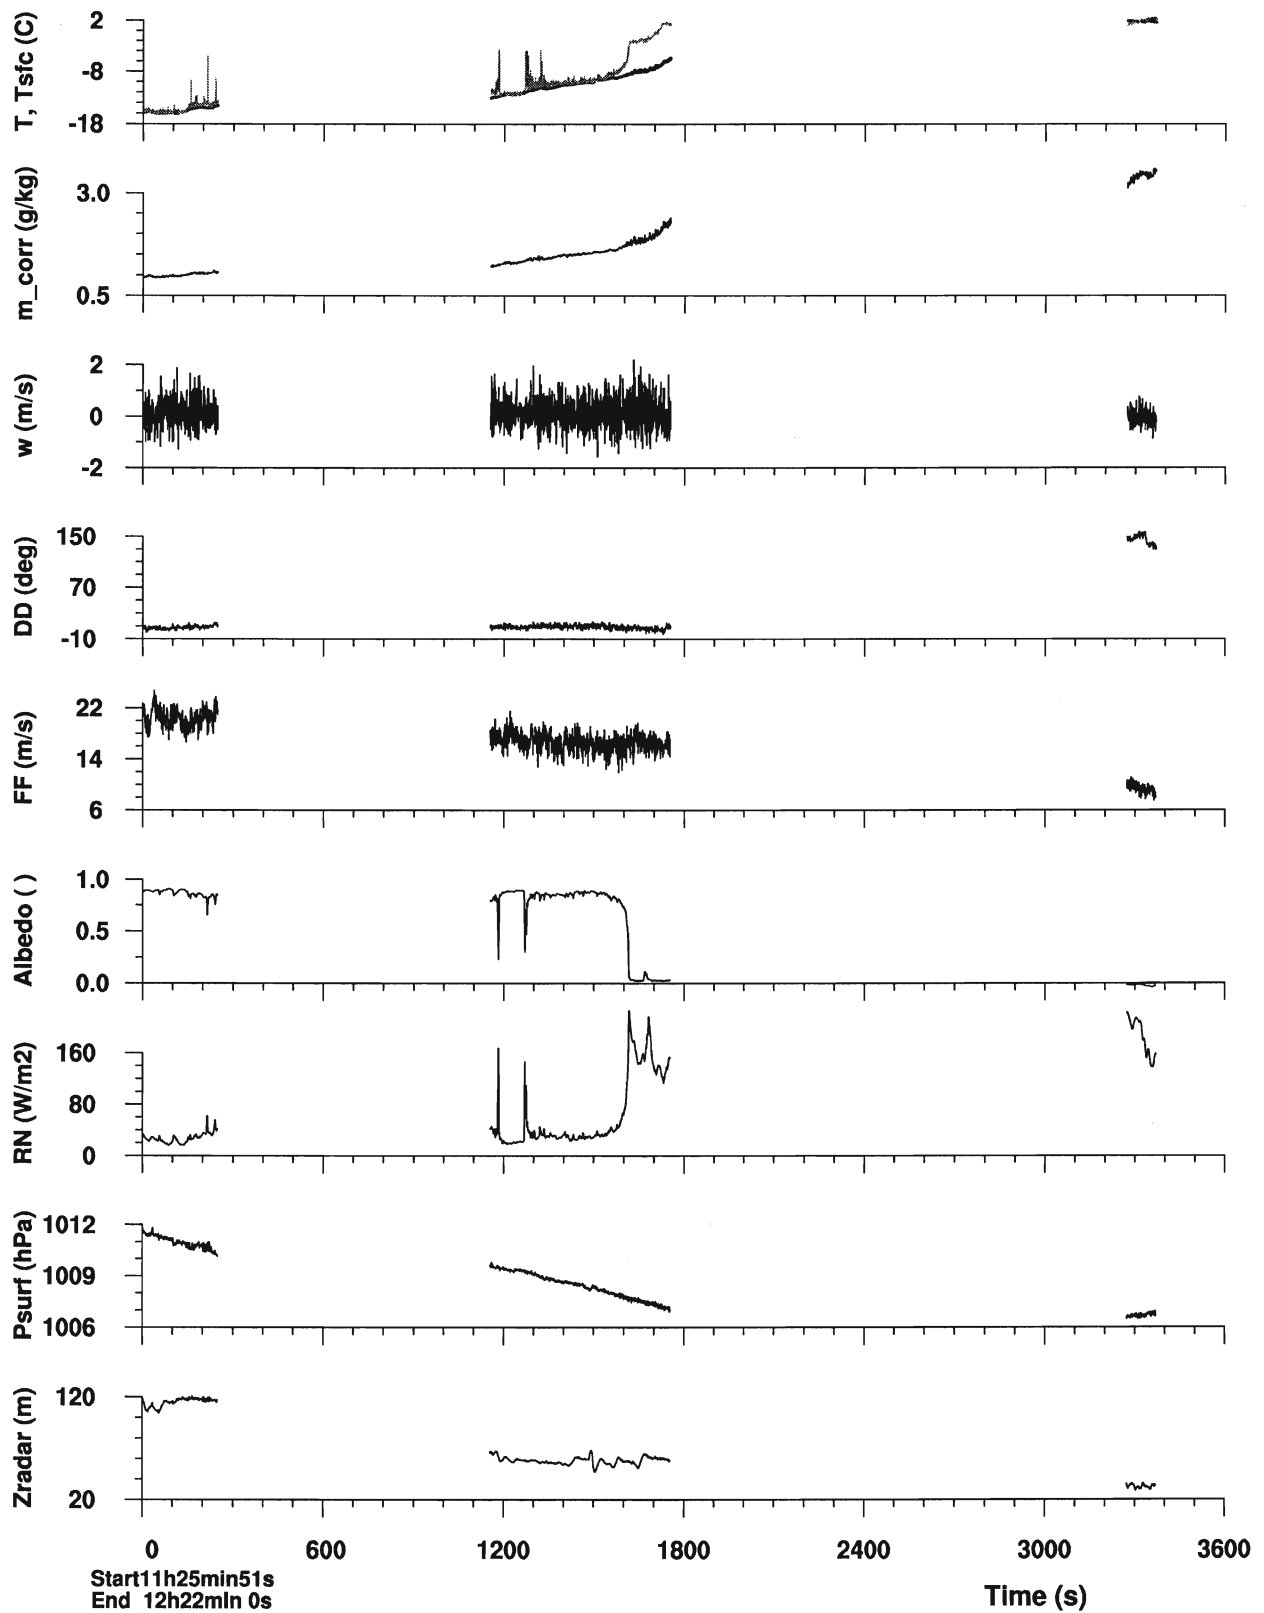 T, Tsfc (C)
2
-8
-18
m_corr (g/kg)
3.0
0.5
w (m/s)
2
0
-2
DD (deg)
150
70
-10
FF (m/s)
22
14
6
Albedo ( )
1.0
0.5
0.0
RN (W/m2)
160
80
0
Psurf (hPa)
1012
1009
1006
Zradar (m)
120
20
0 600 1200 1800 2400 3000 3600
Start11h25min51s
End 12h22min 0s
Time (s)